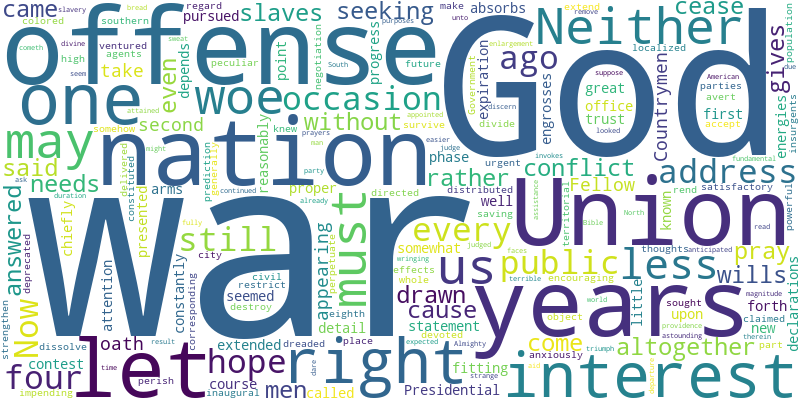 came
seeking
Neither
cease
absorbs
slavery
bread
southern
colored
pursued
slaves
regard
make
purposes
extend
remove
cometh
divine
ventured
agents
unto
enlargement
localized
population
offense
God
one
woe
occasion
ago
gives
take
even
peculiar
point
negotiation
progress
South
future
high
depends
seem
sweat
discern
Government
suppose
American
parties
due
expiration
engrosses
Countrymen
great
avert
office
first
trust
accept
energies
insurgents
may
nation
second
without
attained
appointed
survive
divide
looked
somehow
knew
prayers
man
easier
judge
invokes
fundamental
said
needs
phase
urgent
conflict
address
reasonably
prediction
generally
delivered
constituted
might
party
rather
Fellow
satisfactory
rend
known
powerful
ask
duration
continued
already
arms
proper
directed
distributed
well
saving
territorial
assistance
Bible
North
read
War
Union
answered
deprecated
chiefly
presented
fully
still
must
every
us
public
less
pray
thought
anticipated
attention
constantly
city
appearing
perpetuate
somewhat
wringing
judged
faces
wills
declarations
civil
restrict
effects
whole
encouraging
terrible
Now
strengthen
corresponding
seemed
destroy
dreaded
eighth
detail
drawn
cause
years
little
sought
upon
forth
claimed
magnitude
providence
astounding
therein
new
part
dissolve
oath
extended
place
statement
object
world
come
contest
result
hope
right
expected
Almighty
devoted
triumph
anxiously
altogether
four
let
time
perish
course
men
called
dare
strange
fitting
Presidential
aid
departure
interest
impending
inaugural